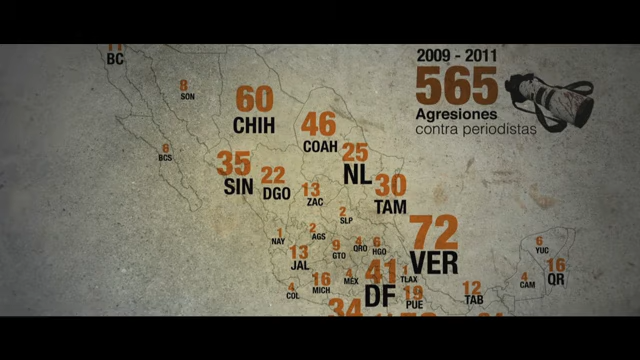 2009 - 2011
565
Agresiones
contra periodistas
11
BC
8
SON
60
CHIH
46
COAH
6
BCS
35
SIN
22
DGO
25
NL
13
ZAC
30
TAM
2
SLP
1
NAY
2
AGS
13
JAL
9
GTO
4
QRO
6
HGO
72
VER
6
YUC
4
COL
16
MICH
4
MÉX
41
DF
1
TLAX
19
PUE
12
TAB
4
CAM
16
QR
34